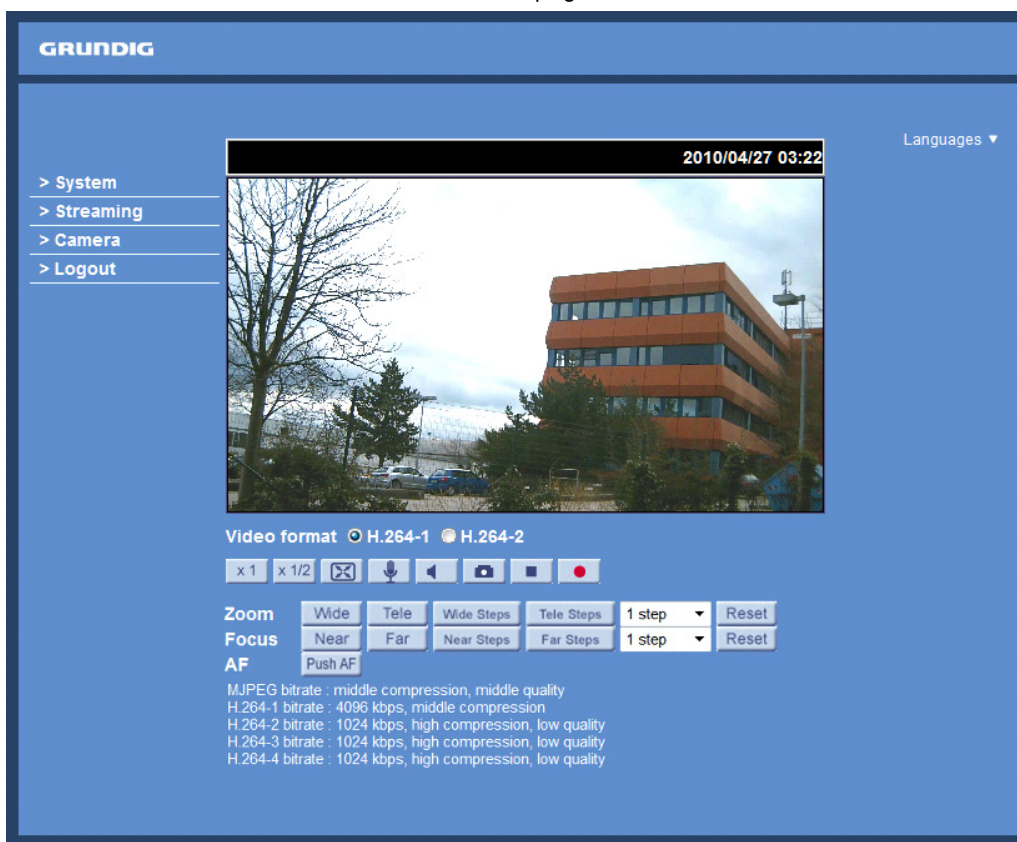 GRUNDIG
Languages ▼
2010/04/27 03:22
> System
> Streaming
> Camera
> Logout
Video format H.264-1 H.264-2
x 1 x 1/2
Zoom Wide Tele Wide Steps Tele Steps 1 step Reset
Focus Near Far Near Steps Far Steps 1 step Reset
AF Push AF
MJPEG bitrate : middle compression, middle quality
H.264-1 bitrate : 4096 kbps, middle compression
H.264-2 bitrate : 1024 kbps, high compression, low quality
H.264-3 bitrate : 1024 kbps, high compression, low quality
H.264-4 bitrate : 1024 kbps, high compression, low quality